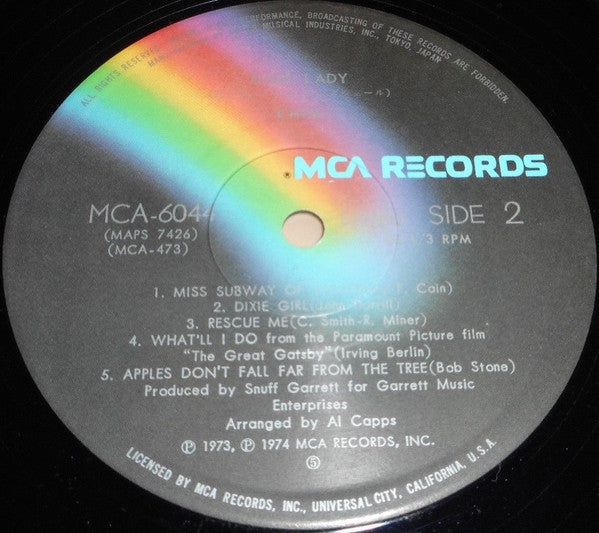 ALL RIGHTS PERFORMANCE, BROADCASTING OF THESE RECORDS ARE FORBIDDEN.
MUSICAL INDUSTRIES, INC., TOKYO, JAPAN
LADY
MCA RECORDS
MCA-6044
SIDE 2
(MAPS 7426)
3 RPM
(MCA-473)
1. MISS SUBWAY OF Cain)
2. DIXIE GIRL
3. RESCUE ME(C. Smith-R. Miner)
4. WHAT'LL I DO from the Paramount Picture film
"The Great Gatsby"(Irving Berlin)
5. APPLES DON'T FALL FAR FROM THE TREE(Bob Stone)
Produced by Snuff Garrett for Garrett Music
Enterprises
Arranged by Al Capps
Ⓟ 1973, Ⓟ 1974 MCA RECORDS, INC.
Ⓢ
LICENSED BY MCA RECORDS, INC., UNIVERSAL CITY, CALIFORNIA, U.S.A.